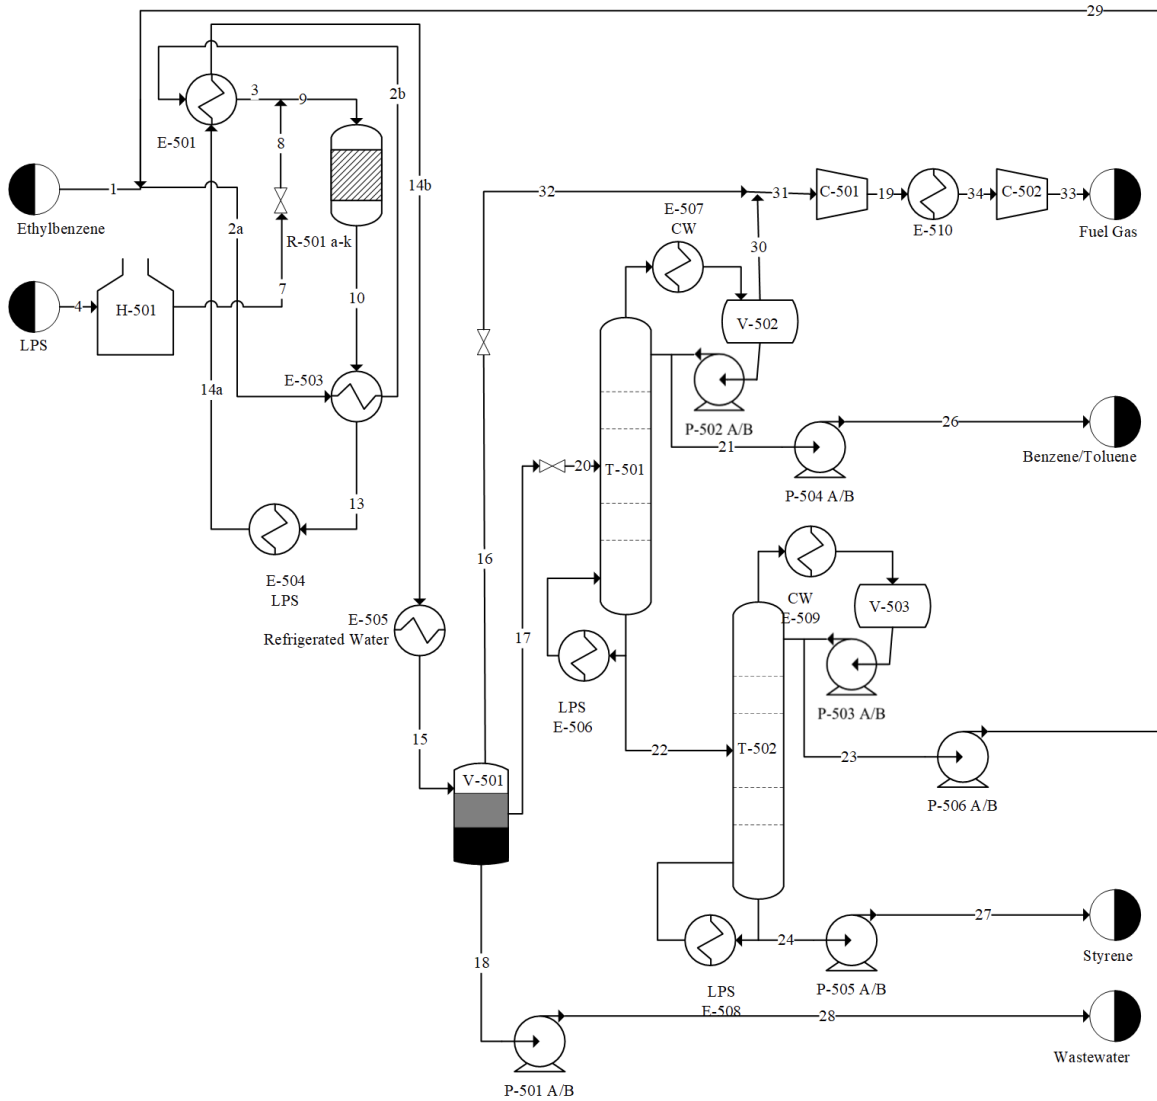 29
3
9
2b
E-501
8
14b
32
E-507
CW
31
C-501
19
34
C-502
33
1
Ethylbenzene
2a
R-501 a-k
30
E-510
Fuel Gas
4
H-501
7
10
V-502
LPS
14a
E-503
P-502 A/B
21
26
Benzene/Toluene
20
T-501
P-504 A/B
13
16
E-504
LPS
E-505
Refrigerated Water
17
CW
E-509
V-503
LPS
E-506
P-503 A/B
15
22
T-502
23
V-501
P-506 A/B
24
27
Styrene
18
LPS
E-508
P-505 A/B
28
Wastewater
P-501 A/B